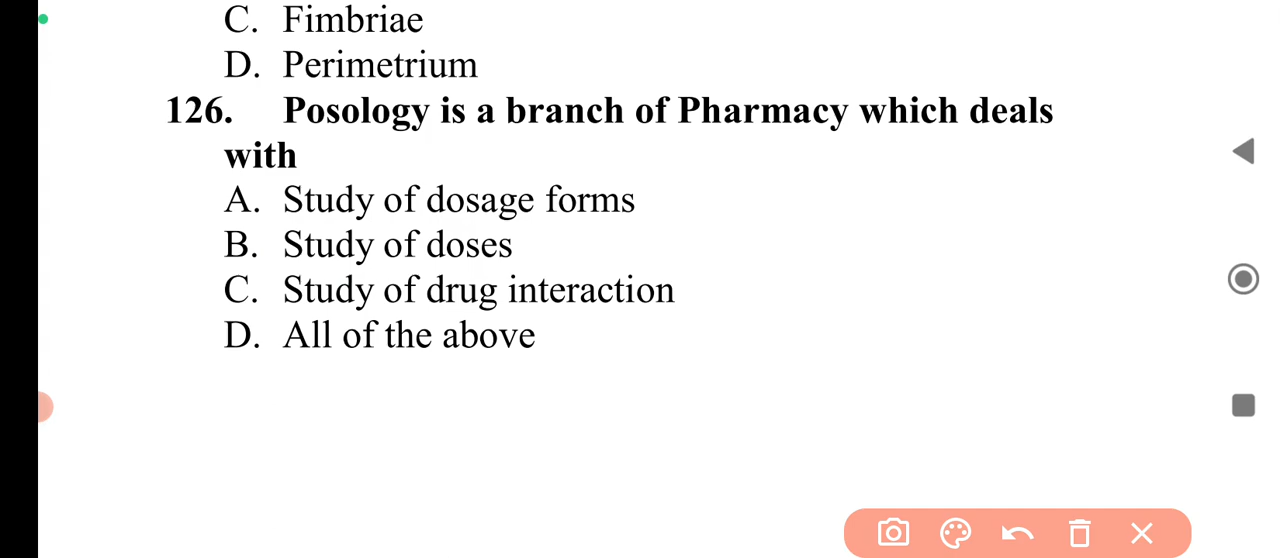 C. Fimbriae
D. Perimetrium
126. Posology is a branch of Pharmacy which deals
with
A. Study of dosage forms
B. Study of doses
C. Study of drug interaction
D. All of the above